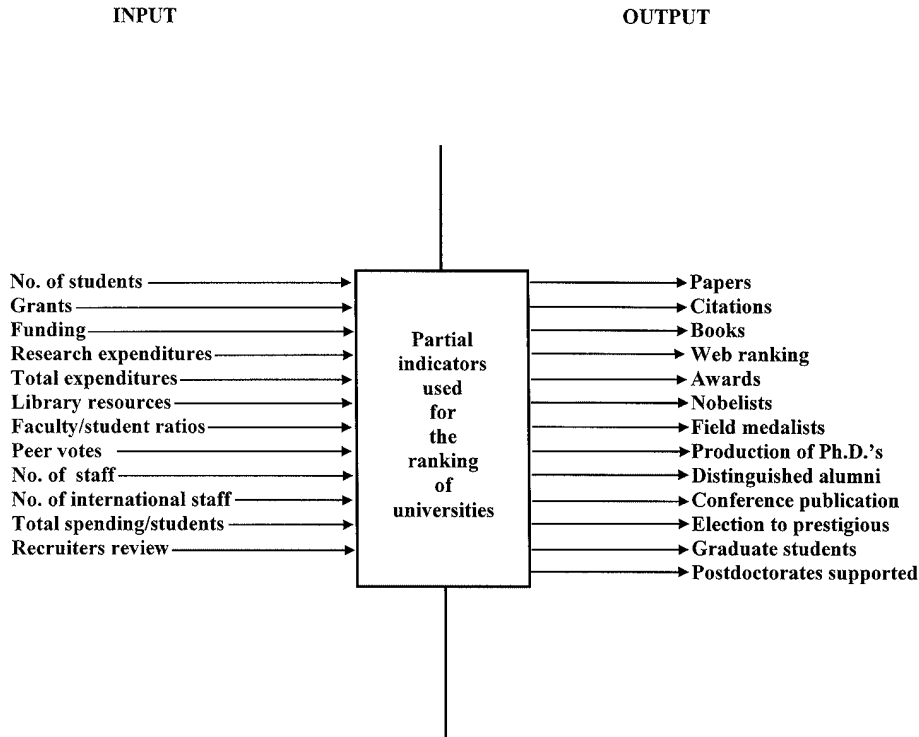 INPUT
OUTPUT
No. of students
Grants
Funding
Research expenditures
Total expenditures
Library resources
Faculty/student ratios
Peer votes
No. of staff
No. of international staff
Total spending/students
Recruiters review
Partial
indicators
used
for
the
ranking
of
universities
Papers
Citations
Books
Web ranking
Awards
Nobelists
Field medalists
Production of Ph.D.'s
Distinguished alumni
Conference publication
Election to prestigious
Graduate students
Postdoctorates supported